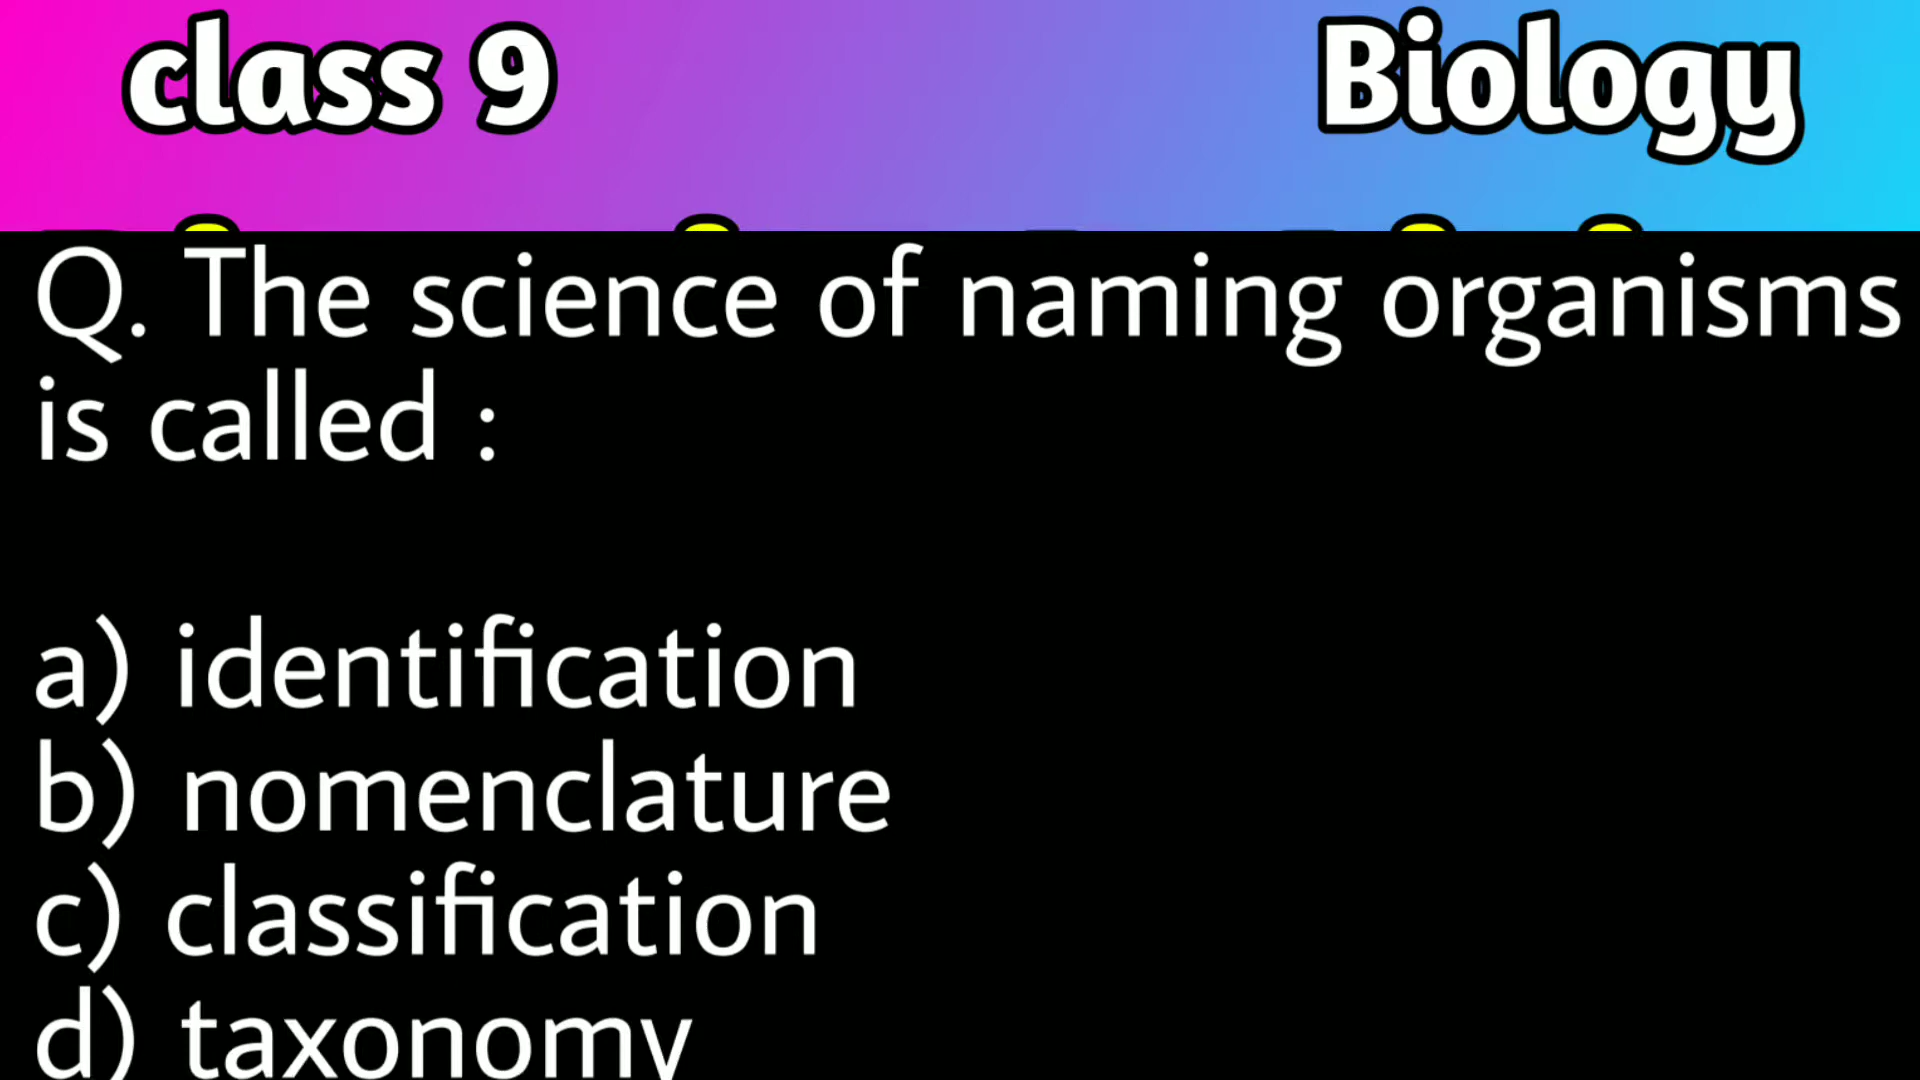 class 9 Biology
Q. The science of naming organisms
is called :
a) identification
b) nomenclature
c) classification
d) taxonomy